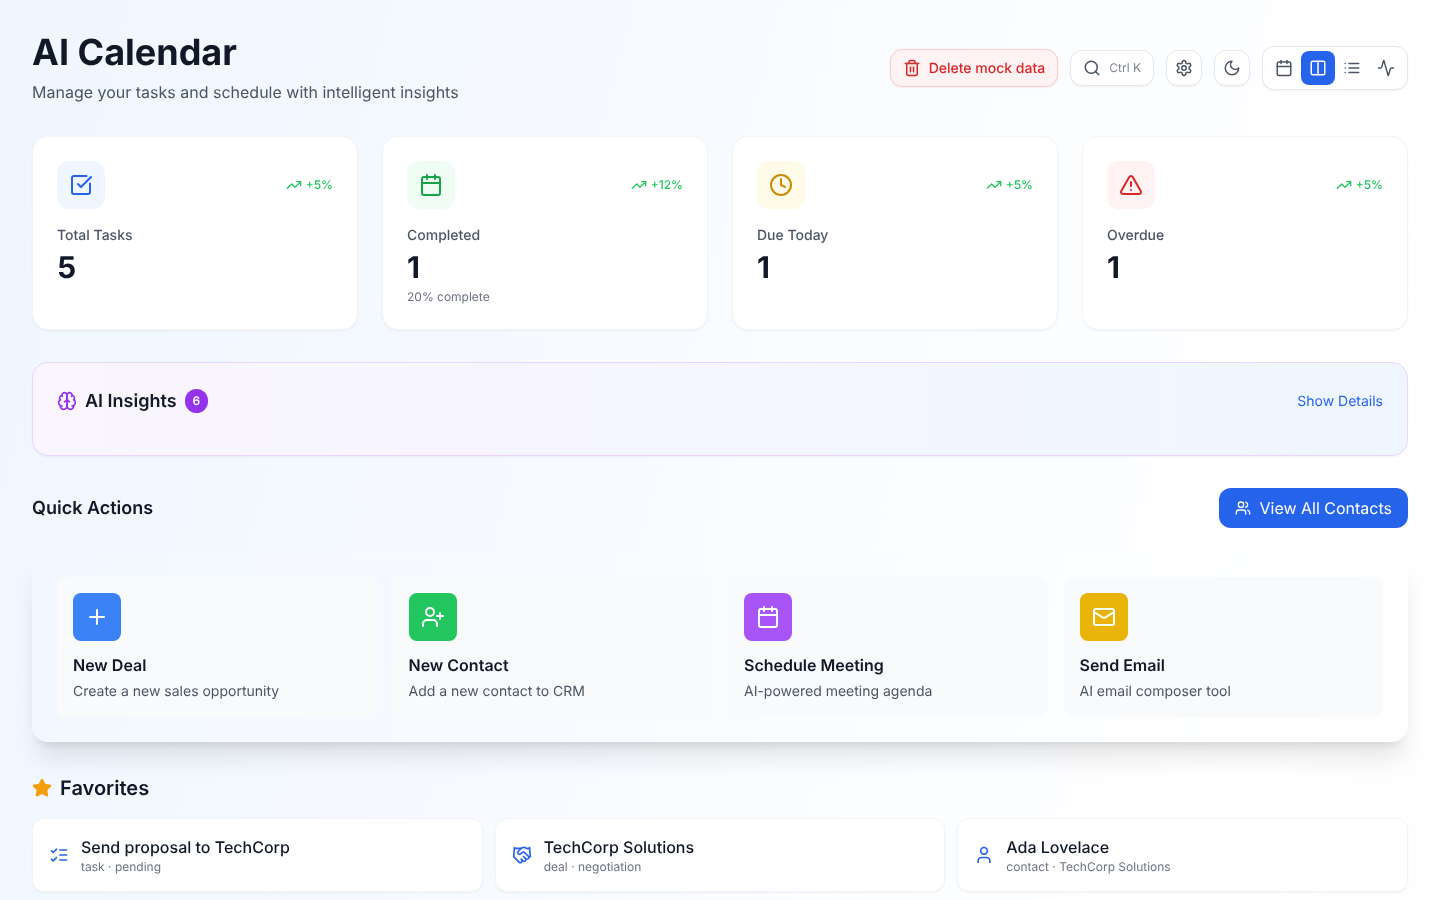 AI Calendar
Manage your tasks and schedule with intelligent insights
Delete mock data
Ctrl K
+5%
Total Tasks
5
+12%
Completed
1
20% complete
+5%
Due Today
1
+5%
Overdue
1
AI Insights 6
Show Details
Quick Actions
View All Contacts
New Deal
Create a new sales opportunity
New Contact
Add a new contact to CRM
Schedule Meeting
AI-powered meeting agenda
Send Email
AI email composer tool
Favorites
Send proposal to TechCorp
task · pending
TechCorp Solutions
deal · negotiation
Ada Lovelace
contact · TechCorp Solutions